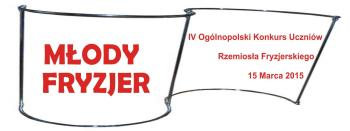 MŁODY
FRYZJER
IV Ogólnopolski Konkurs Uczniów
Rzemiosła Fryzjerskiego
15 Marca 2015